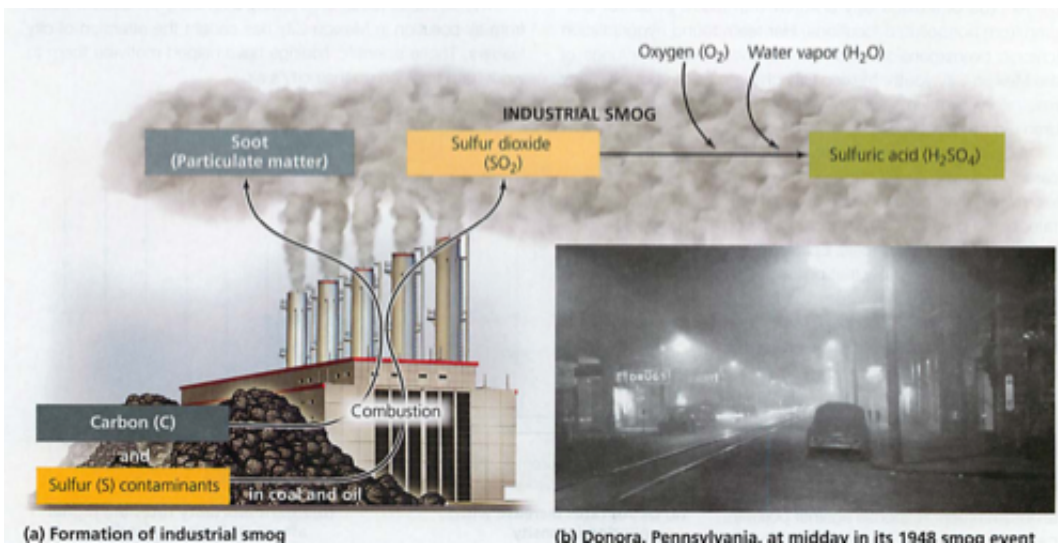 Oxygen (O₂) Water vapor (H₂O)
INDUSTRIAL SMOG
Soot
(Particulate matter)
Sulfur dioxide
(SO₂)
Sulfuric acid (H₂SO₄)
Combustion
Carbon (C)
and
Sulfur (S) contaminants
in coal and oil
DRUGS
(a) Formation of industrial smog
(b) Donora, Pennsylvania, at midday in its 1948 smog event